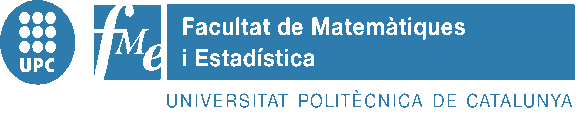 UPC
fMe
Facultat de Matemàtiques
i Estadística
UNIVERSITAT POLITÈCNICA DE CATALUNYA